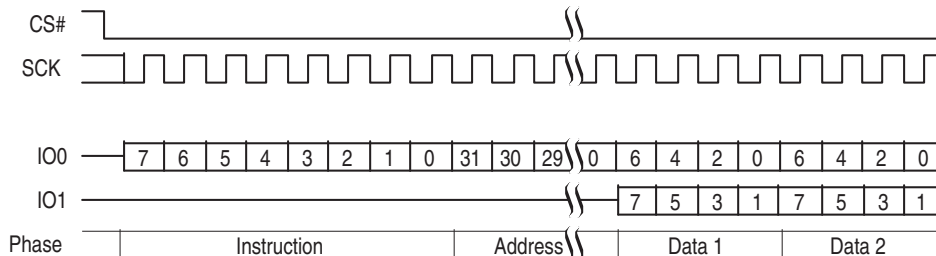 CS#
SCK
IO0 7 6 5 4 3 2 1 0 31 30 29 0 6 4 2 0 6 4 2 0
IO1 7 5 3 1 7 5 3 1
Phase Instruction Address Data 1 Data 2